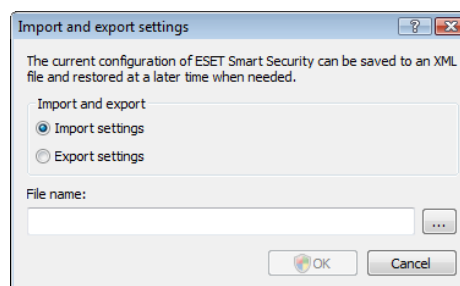 Import and export settings
The current configuration of ESET Smart Security can be saved to an XML
file and restored at a later time when needed.
Import and export
Import settings
Export settings
File name:
...
OK
Cancel